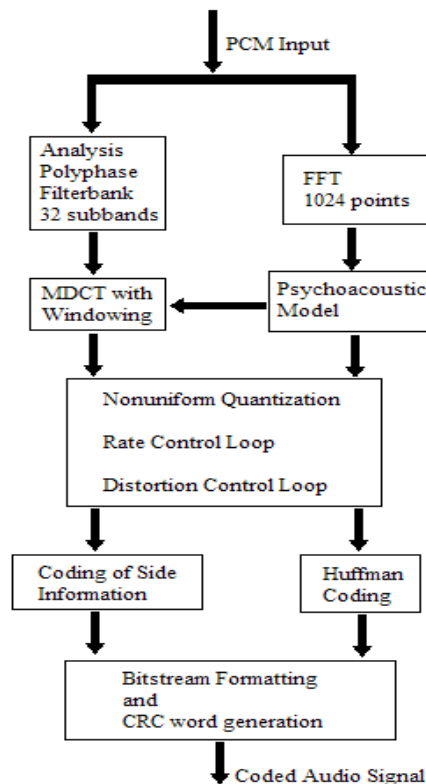 PCM Input
Analysis
Polyphase
Filterbank
32 subbands
FFT
1024 points
MDCT with
Windowing
Psychoacoustic
Model
Nonuniform Quantization
Rate Control Loop
Distortion Control Loop
Coding of Side
Information
Huffman
Coding
Bitstream Formatting
and
CRC word generation
Coded Audio Signal